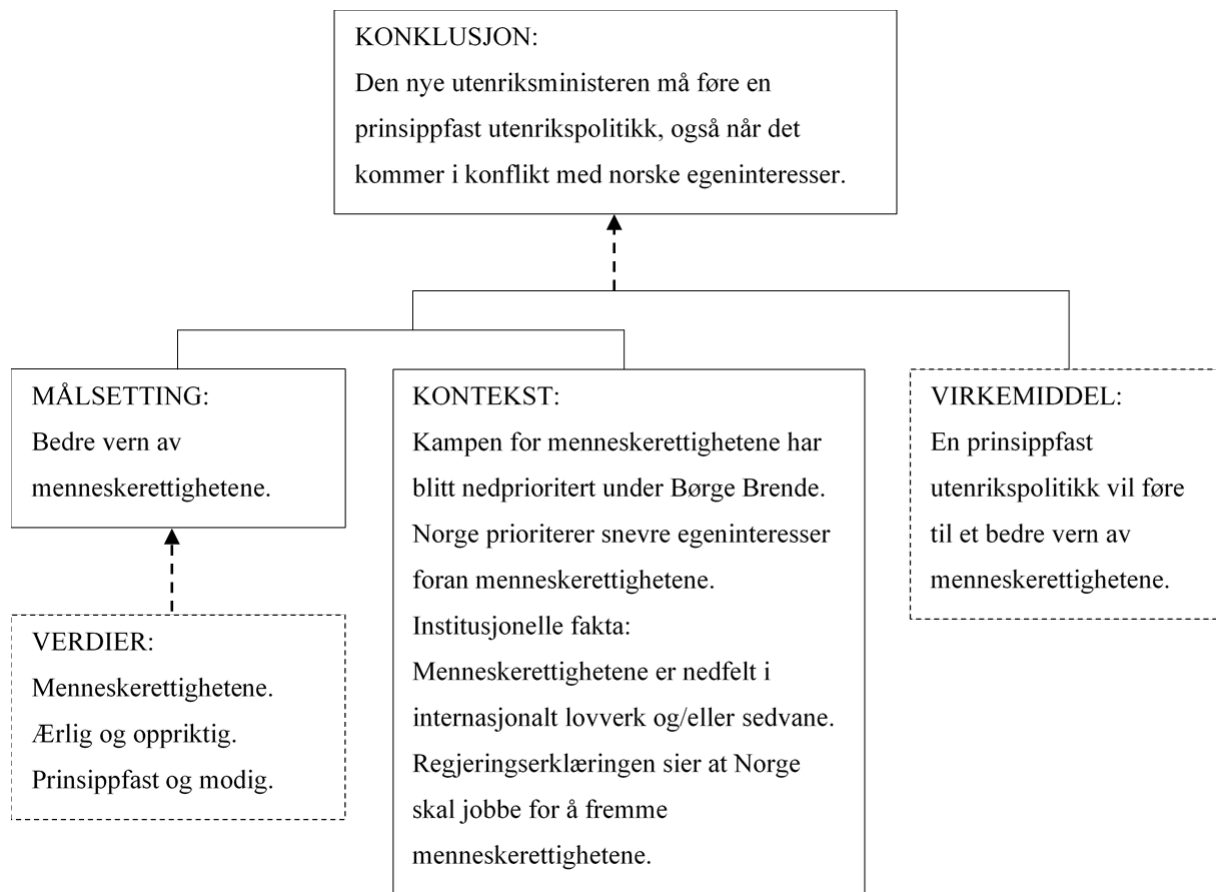 KONKLUSJON:
Den nye utenriksministeren må føre en
prinsippfast utenrikspolitikk, også når det
kommer i konflikt med norske egeninteresser.
MÅLSETTING:
Bedre vern av
menneskerettighetene.
VERDIER:
Menneskerettighetene.
Ærlig og oppriktig.
Prinsippfast og modig.
KONTEKST:
Kampen for menneskerettighetene har
blitt nedprioritert under Børge Brende.
Norge prioriterer snevre egeninteresser
foran menneskerettighetene.
Institusjonelle fakta:
Menneskerettighetene er nedfelt i
internasjonalt lovverk og/eller sedvane.
Regjeringserklæringen sier at Norge
skal jobbe for å fremme
menneskerettighetene.
VIRKEMIDDEL:
En prinsippfast
utenrikspolitikk vil føre
til et bedre vern av
menneskerettighetene.